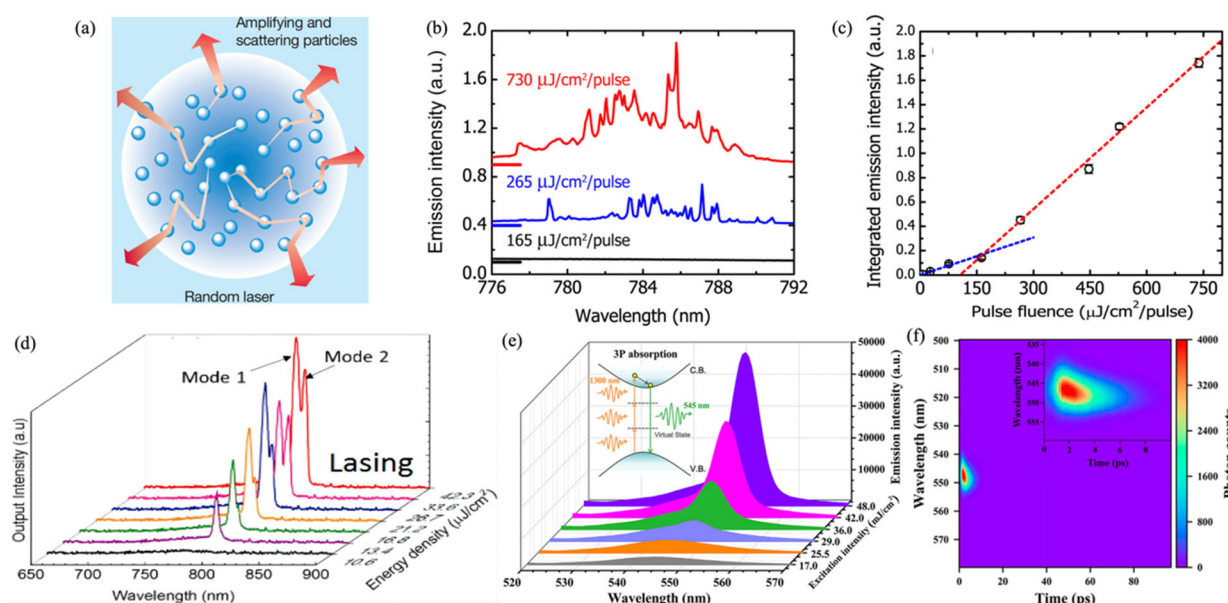 (a)
Amplifying and
scattering particles
Random laser
(b)
Emission intensity (a.u.)
2.0
1.6
1.2
0.8
0.4
0.0
730 μJ/cm²/pulse
265 μJ/cm²/pulse
165 μJ/cm²/pulse
776 780 784 788 792
Wavelength (nm)
(c)
Integrated emission intensity (a.u.)
2.0
1.8
1.6
1.4
1.2
1.0
0.8
0.6
0.4
0.2
0.0
0 150 300 450 600 750
Pulse fluence (μJ/cm²/pulse)
(d)
Output Intensity (a.u)
Mode 1
Mode 2
Lasing
42.3
33.6
26.7
21.2
16.8
13.4
10.6
Energy density (μJ/cm²)
650 700 750 800 850 900
Wavelength (nm)
(e)
3P absorption
C.B.
1300 nm
545 nm
Virtual State
V.B.
50000
40000
30000
20000
10000
Emission intensity (a.u.)
48.0
42.0
36.0
29.0
25.5
17.0
Excitation intensity (mJ/cm²)
520 530 540 550 560 570
Wavelength (nm)
(f)
Wavelength (nm)
500
510
520
530
540
550
560
570
0 20 40 60 80
Time (ps)
Wavelength (nm)
535
540
545
550
555
0 2 4 6 8
Time (ps)
4000
3200
2400
1600
800
0